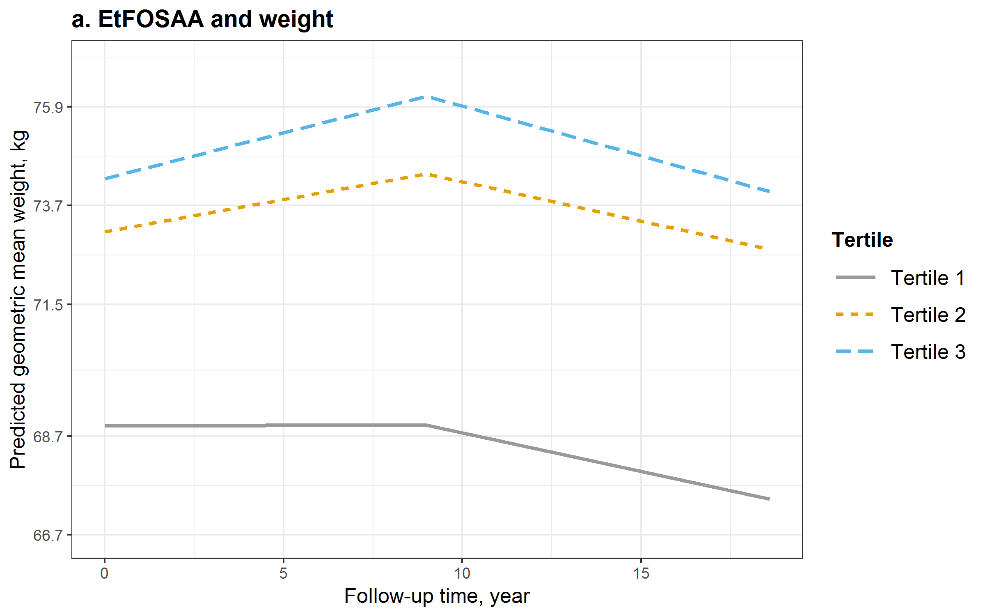 a. EtFOSAA and weight
Predicted geometric mean weight, kg
75.9
73.7
71.5
68.7
66.7
0
5
10
15
Follow-up time, year
Tertile
Tertile 1
Tertile 2
Tertile 3